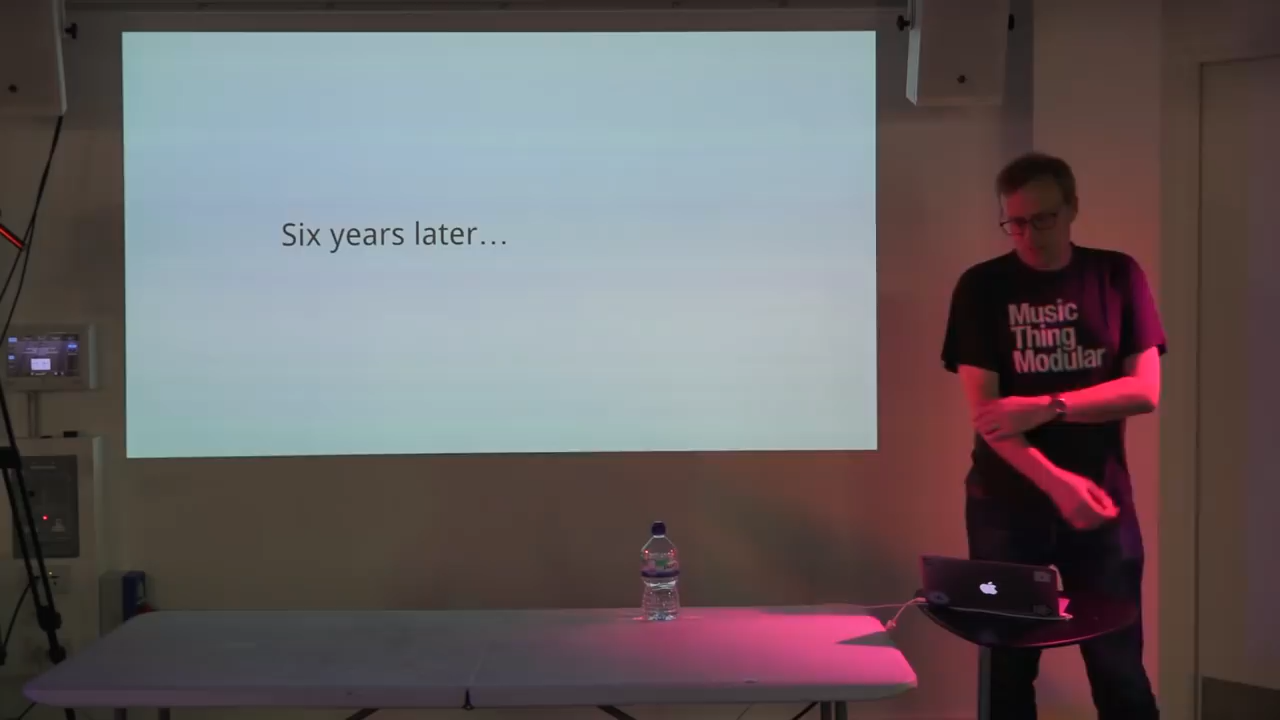 Six years later…
Music
Thing
Modular